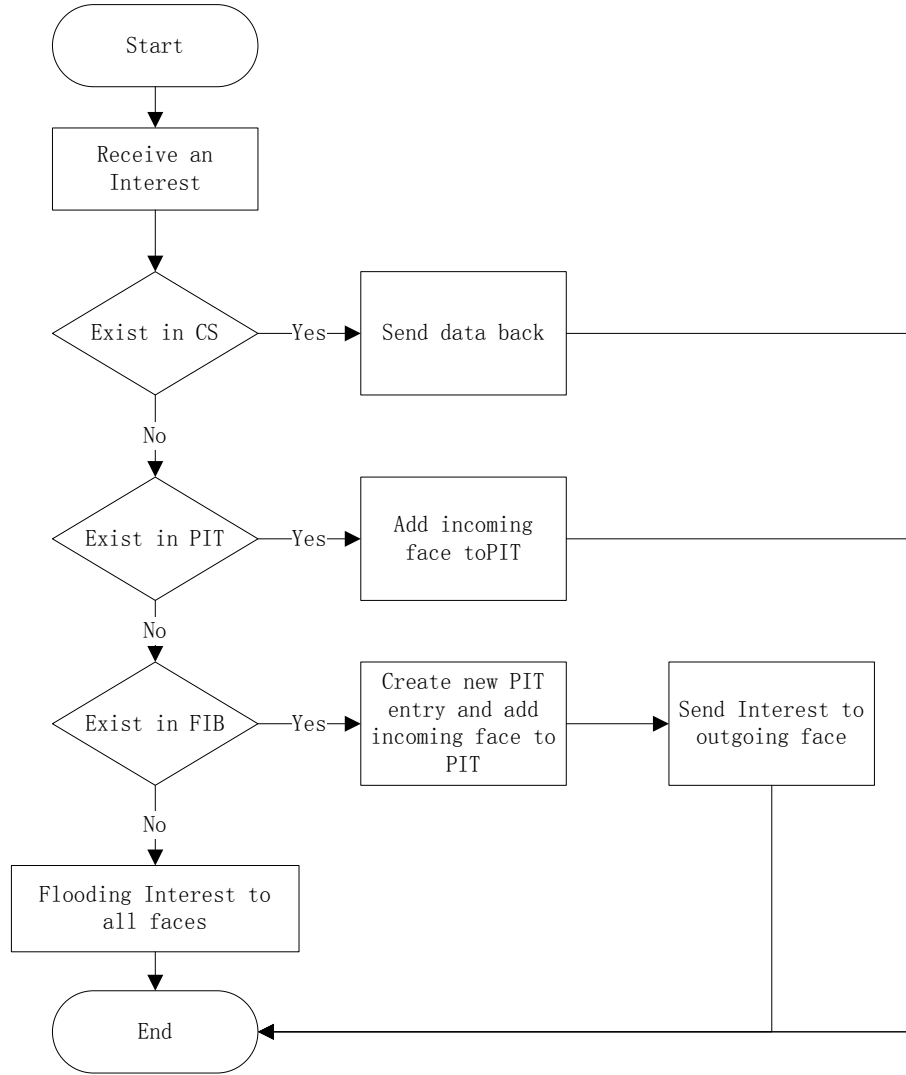 Start
Receive an
Interest
Exist in CS
Yes
Send data back
No
Exist in PIT
Yes
Add incoming
face toPIT
No
Exist in FIB
Yes
Create new PIT
entry and add
incoming face to
PIT
Send Interest to
outgoing face
No
Flooding Interest to
all faces
End